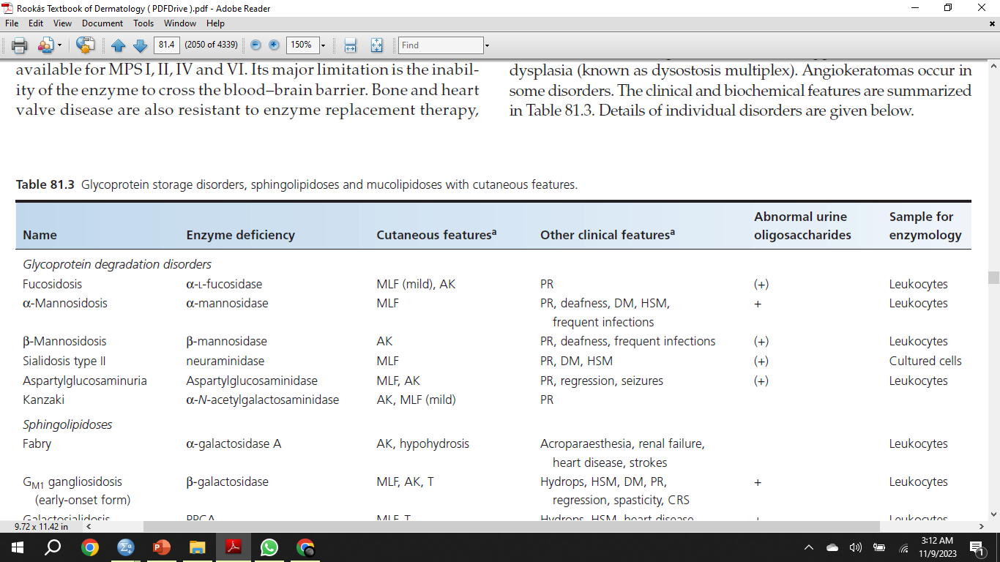 Rookâs Textbook of Dermatology ( PDFDrive ).pdf - Adobe Reader
File Edit View Document Tools Window Help
81.4 (2050 of 4339) 150% Find
available for MPS I, II, IV and VI. Its major limitation is the inabil-
ity of the enzyme to cross the blood–brain barrier. Bone and heart
valve disease are also resistant to enzyme replacement therapy,
dysplasia (known as dysostosis multiplex). Angiokeratomas occur in
some disorders. The clinical and biochemical features are summarized
in Table 81.3. Details of individual disorders are given below.
Table 81.3 Glycoprotein storage disorders, sphingolipidoses and mucolipidoses with cutaneous features.
Abnormal urine Sample for
Name Enzyme deficiency Cutaneous featuresᵃ Other clinical featuresᵃ oligosaccharides enzymology
Glycoprotein degradation disorders
Fucosidosis α-L-fucosidase MLF (mild), AK PR (+) Leukocytes
α-Mannosidosis α-mannosidase MLF PR, deafness, DM, HSM, + Leukocytes
frequent infections
β-Mannosidosis β-mannosidase AK PR, deafness, frequent infections (+) Leukocytes
Sialidosis type II neuraminidase MLF PR, DM, HSM (+) Cultured cells
Aspartylglucosaminuria Aspartylglucosaminidase MLF, AK PR, regression, seizures (+) Leukocytes
Kanzaki α-N-acetylgalactosaminidase AK, MLF (mild) PR
Sphingolipidoses
Fabry α-galactosidase A AK, hypohydrosis Acroparaesthesia, renal failure, Leukocytes
heart disease, strokes
GM1 gangliosidosis β-galactosidase MLF, AK, T Hydrops, HSM, DM, PR, + Leukocytes
(early-onset form) regression, spasticity, CRS
Galactosialidosis PPCA MLF, T Hydrops, HSM, heart disease + Leukocytes
9.72 x 11.42 in
3:12 AM
11/9/2023
1